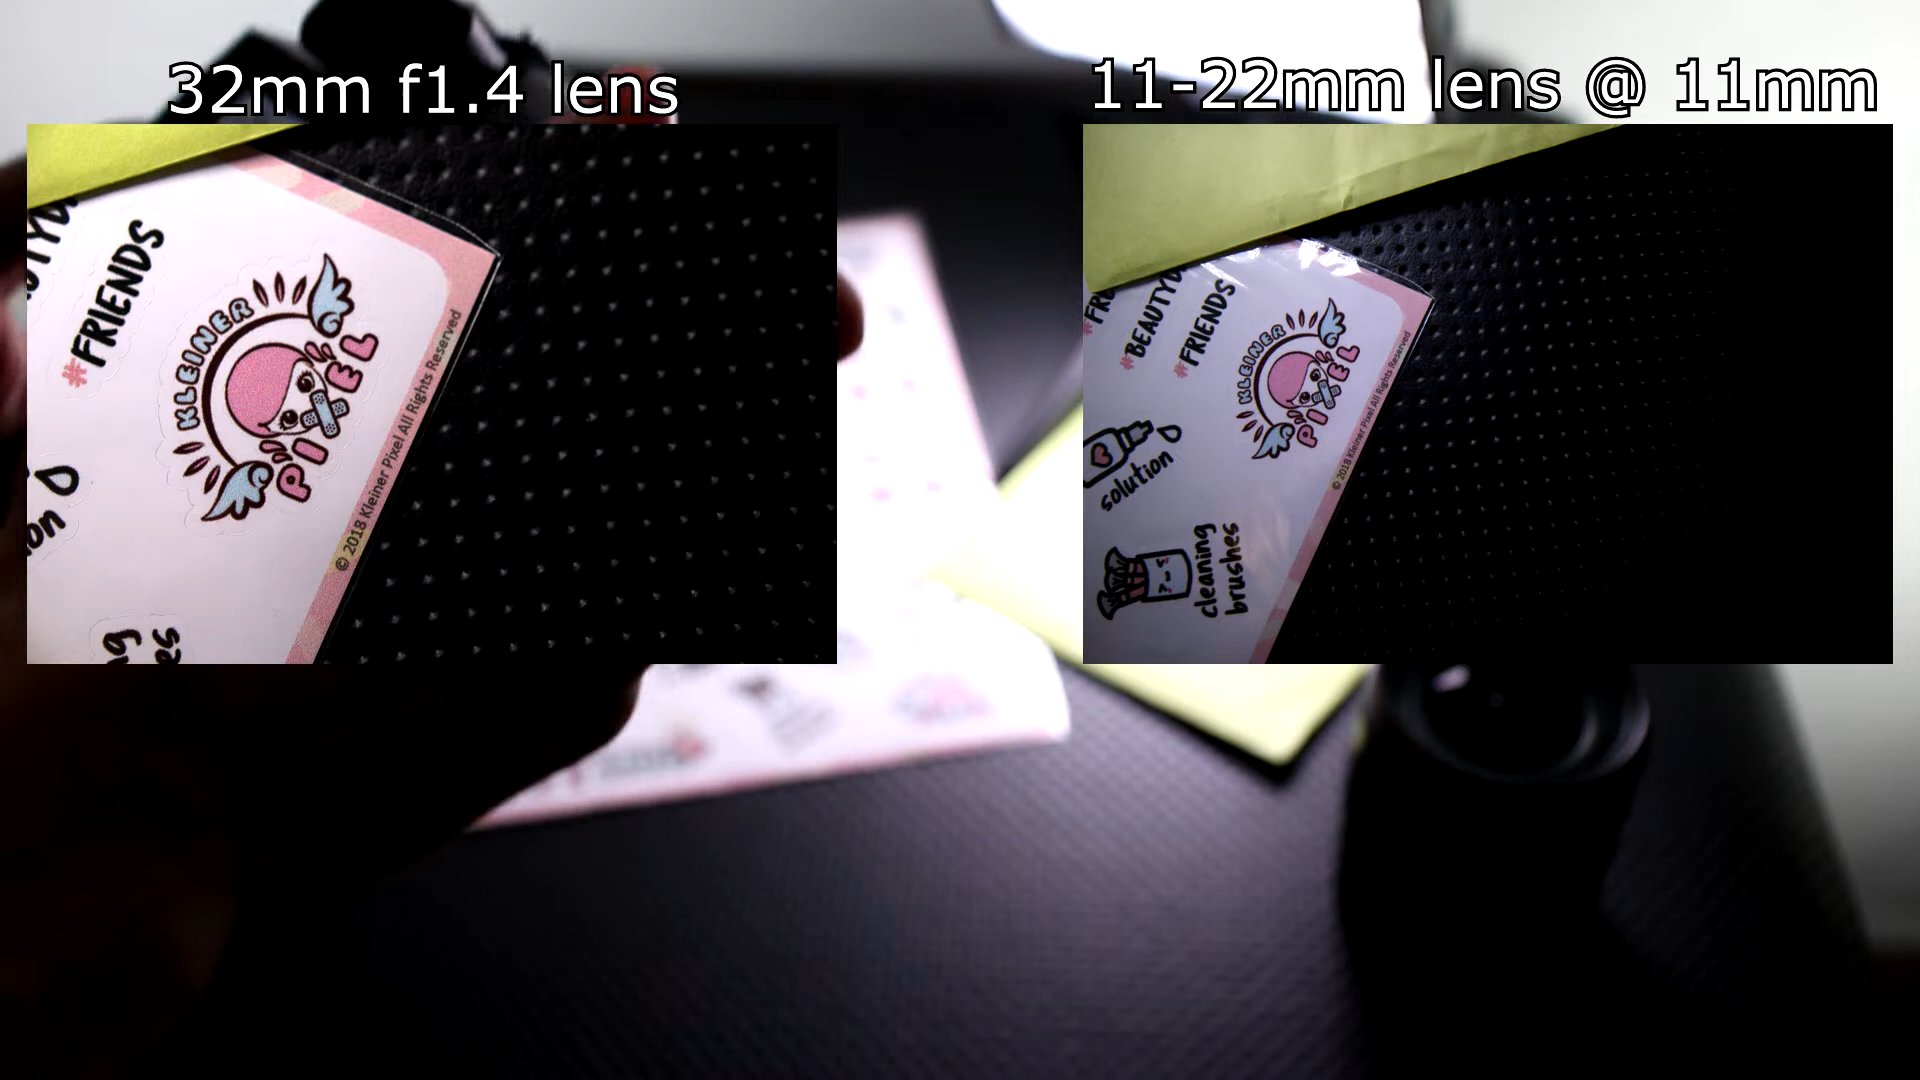 32mm f1.4 lens
11-22mm lens @ 11mm
#FRIENDS
KLEINER
PIXEL
© 2018 Kleiner Pixel All Rights Reserved
#BEAUTY
#FRIENDS
KLEINER
PIXEL
© 2018 Kleiner Pixel All Rights Reserved
solution
cleaning
brushes